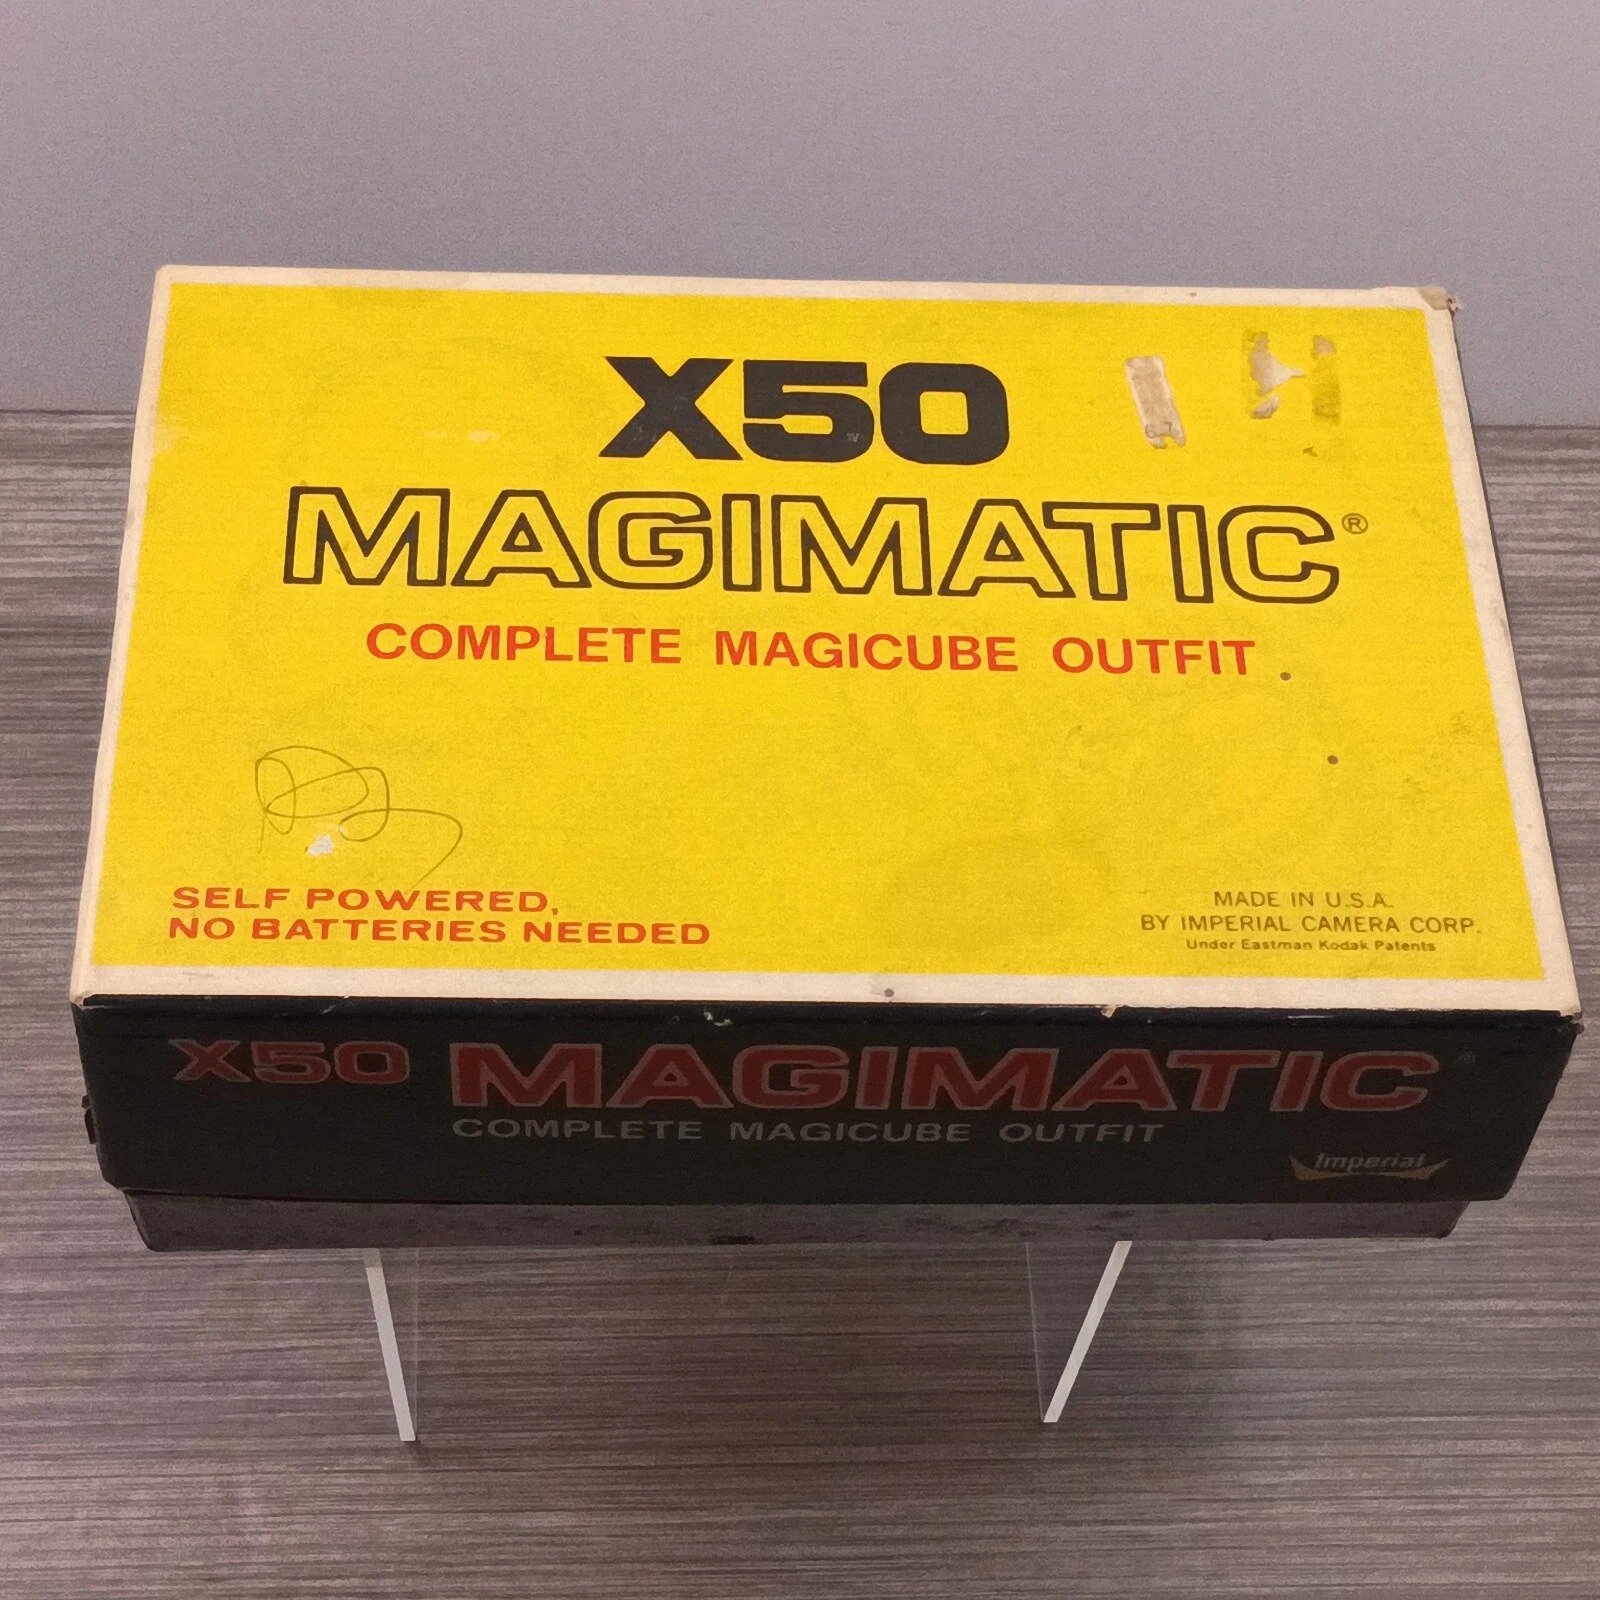 X50
MAGIMATIC®
COMPLETE MAGICUBE OUTFIT
SELF POWERED,
NO BATTERIES NEEDED
MADE IN U.S.A.
BY IMPERIAL CAMERA CORP.
Under Eastman Kodak Patents
X50 MAGIMATIC®
COMPLETE MAGICUBE OUTFIT
Imperial